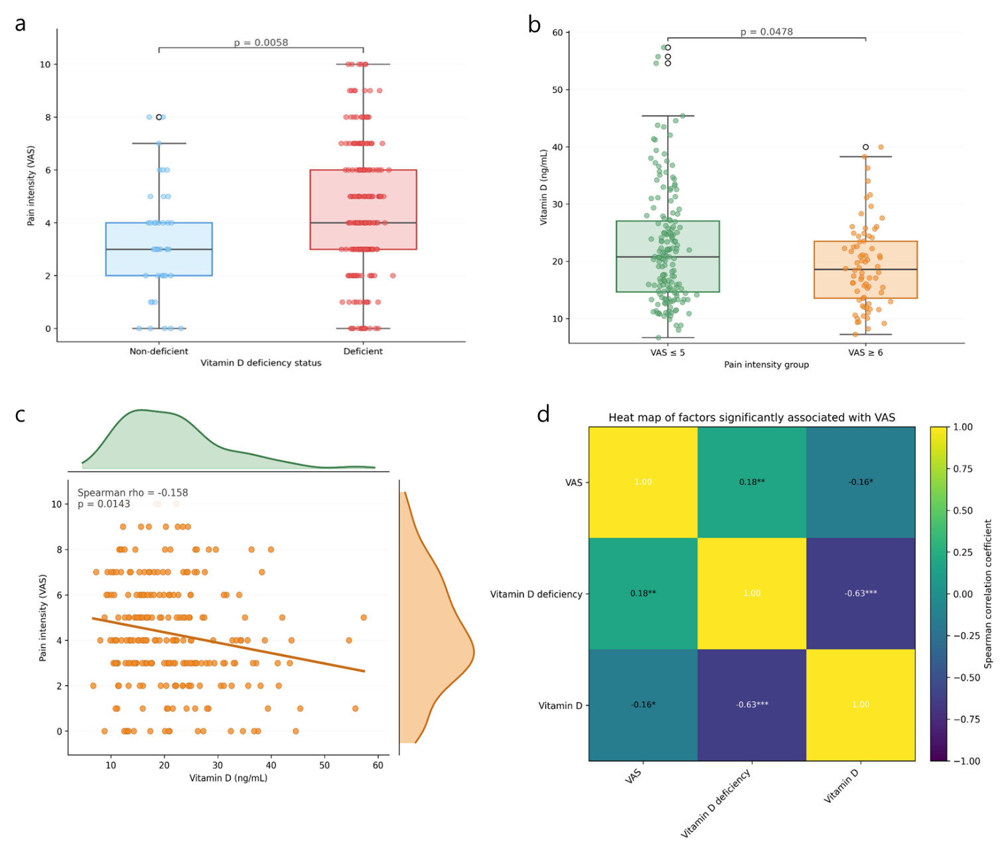 a
p = 0.0058
10
8
6
4
2
0
Pain intensity (VAS)
Non-deficient
Deficient
Vitamin D deficiency status
b
p = 0.0478
60
50
40
30
20
10
Vitamin D (ng/mL)
VAS ≤ 5
VAS ≥ 6
Pain intensity group
c
Spearman rho = -0.158
p = 0.0143
10
8
6
4
2
0
Pain intensity (VAS)
10
20
30
40
50
60
Vitamin D (ng/mL)
d
Heat map of factors significantly associated with VAS
VAS
1.00
0.18**
-0.16*
Vitamin D deficiency
0.18**
1.00
-0.63***
Vitamin D
-0.16*
-0.63***
1.00
VAS
Vitamin D deficiency
Vitamin D
1.00
0.75
0.50
0.25
0.00
−0.25
−0.50
−0.75
−1.00
Spearman correlation coefficient